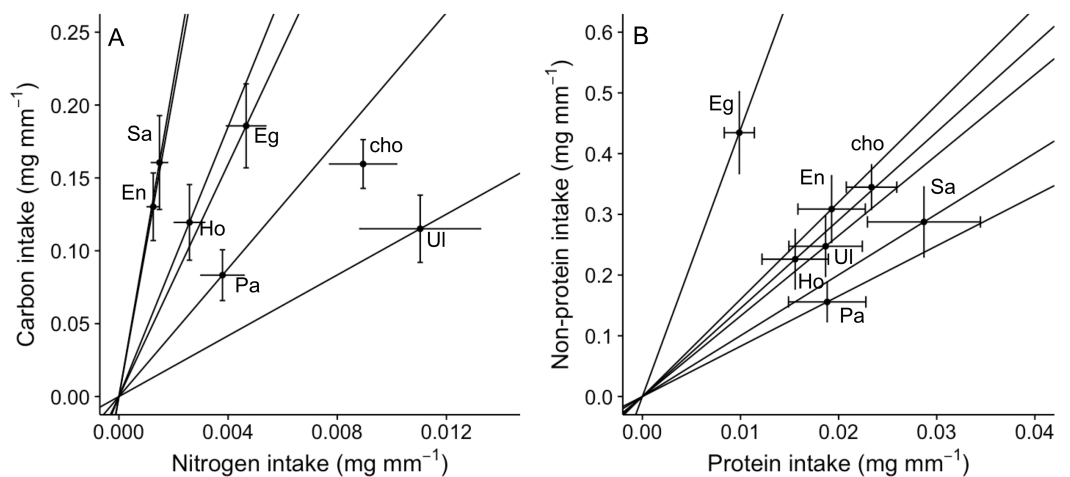 A
Carbon intake (mg mm⁻¹)
0.25
0.20
0.15
0.10
0.05
0.00
Sa
En
Ho
Eg
cho
Pa
Ul
0.000 0.004 0.008 0.012
Nitrogen intake (mg mm⁻¹)
B
Non-protein intake (mg mm⁻¹)
0.6
0.5
0.4
0.3
0.2
0.1
0.0
Eg
cho
En
Sa
Ul
Ho
Pa
0.00 0.01 0.02 0.03 0.04
Protein intake (mg mm⁻¹)